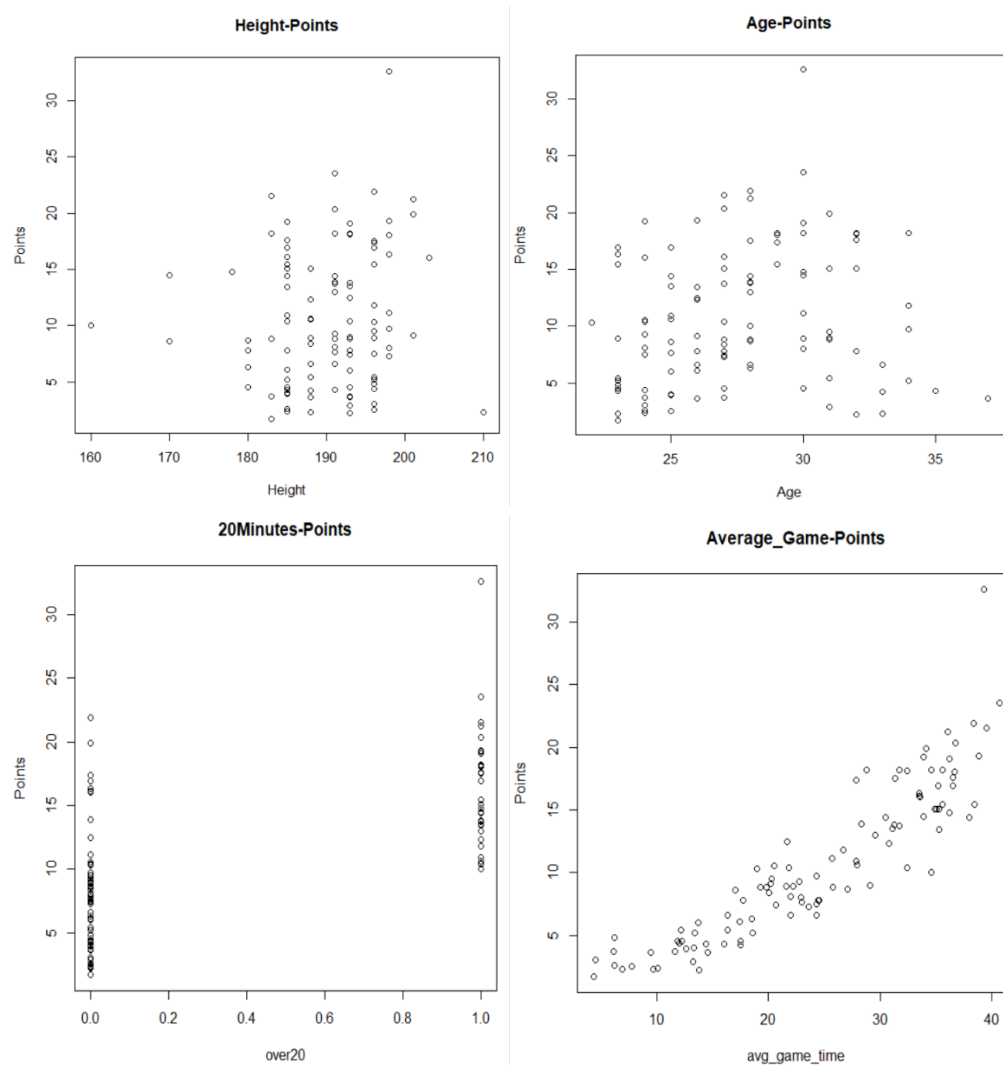 Height-Points
Points
5 10 15 20 25 30
160 170 180 190 200 210
Height
Age-Points
Points
5 10 15 20 25 30
25 30 35
Age
20Minutes-Points
Points
5 10 15 20 25 30
0.0 0.2 0.4 0.6 0.8 1.0
over20
Average_Game-Points
Points
5 10 15 20 25 30
10 20 30 40
avg_game_time